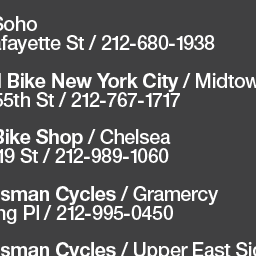 Soho
afayette St / 212-680-1938
Bike New York City / Midtow
55th St / 212-767-1717
Bike Shop / Chelsea
19 St / 212-989-1060
sman Cycles / Gramercy
ng Pl / 212-995-0450
sman Cycles / Upper East Si